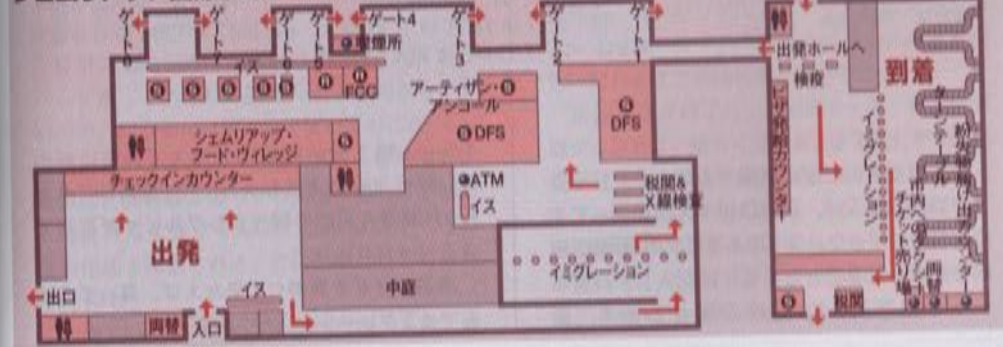 ゲート8
ゲート7
ゲート6
ゲート5
ゲート4
喫煙所
ゲート3
ゲート2
ゲート1
出発ホールへ
検疫
到着
ターンテーブル
イス
FCC
アーティザン・
アンコール
DFS
DFS
シェムリアップ・
フード・ヴィレッジ
チェックインカウンター
ATM
イス
税関&
X線検査
ビザ発給カウンター
イミグレーション
紛失物届け出カウンター
市内へのタクシー
チケット売り場
両替
出発
イミグレーション
中庭
出口
イス
両替
入口
税関